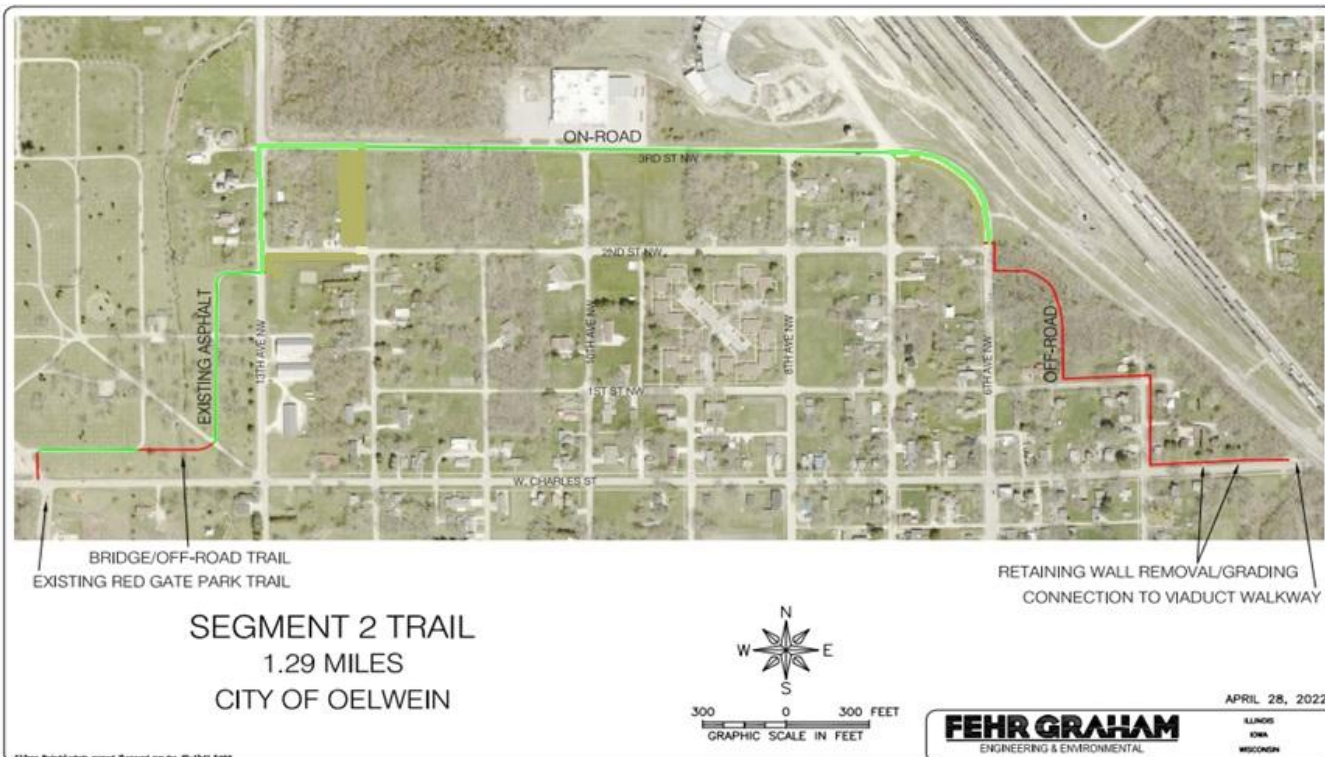 ON-ROAD
3RD ST NW
2ND ST NW
EXISTING ASPHALT
13TH AVE NW
10TH AVE NW
8TH AVE NW
6TH AVE NW
OFF-ROAD
1ST ST NW
W. CHARLES ST
BRIDGE/OFF-ROAD TRAIL
EXISTING RED GATE PARK TRAIL
RETAINING WALL REMOVAL/GRADING
CONNECTION TO VIADUCT WALKWAY
SEGMENT 2 TRAIL
1.29 MILES
CITY OF OELWEIN
N
W E
S
300 0 300 FEET
GRAPHIC SCALE IN FEET
APRIL 28, 2022
FEHR GRAHAM
ENGINEERING & ENVIRONMENTAL
ILLINOIS
IOWA
WISCONSIN